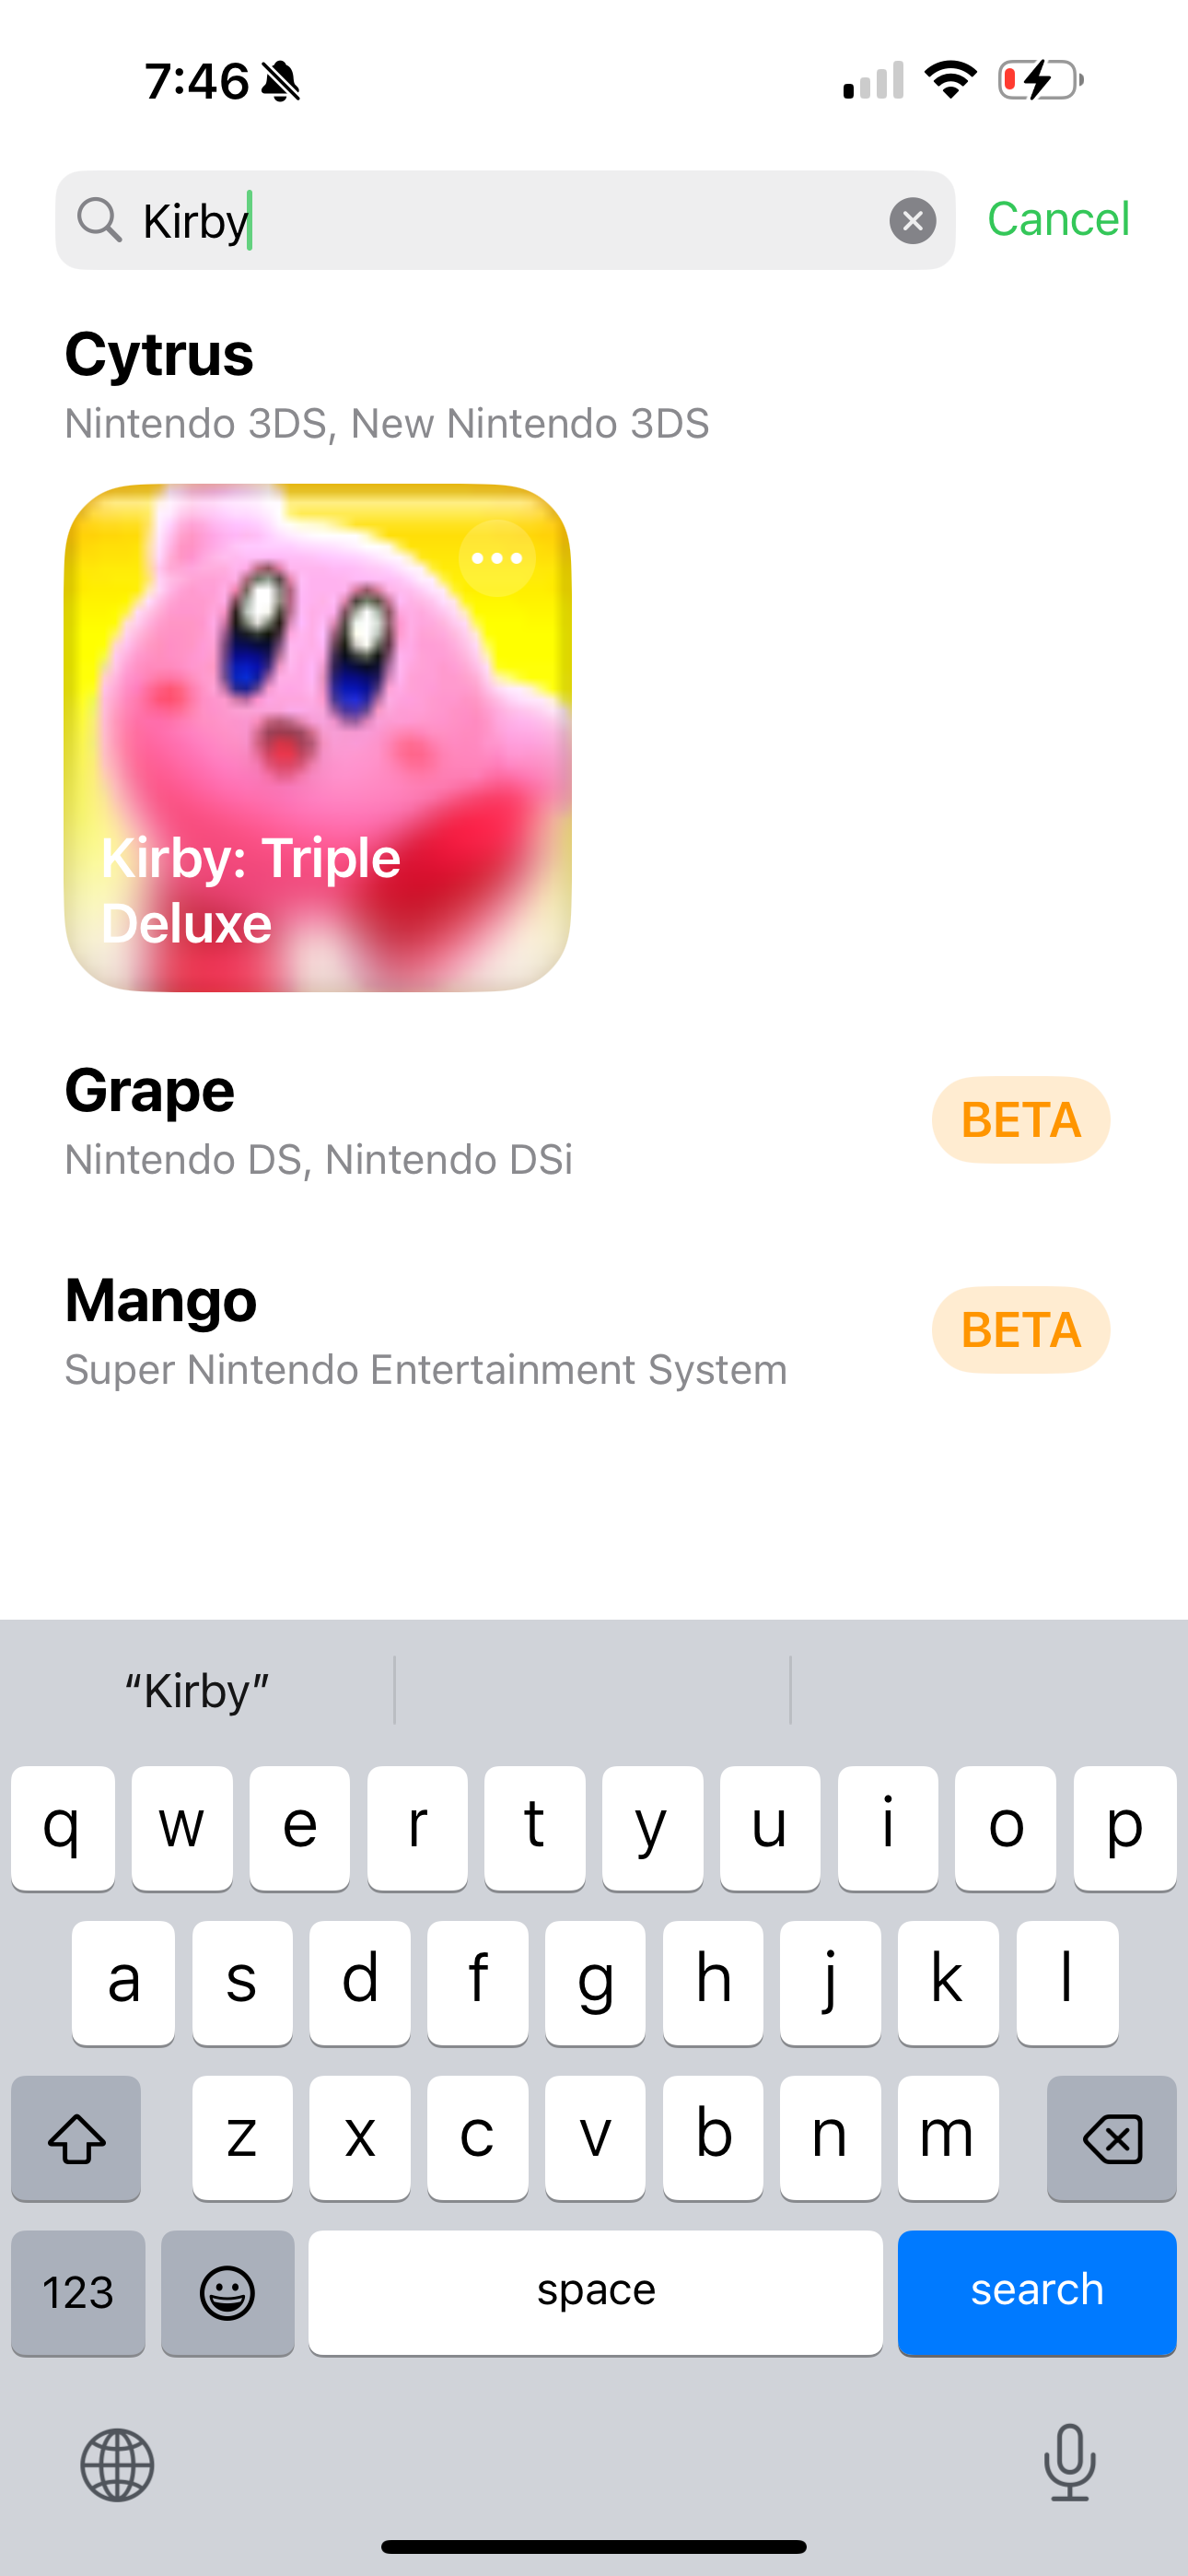 7:46
Kirby
Cancel
Cytrus
Nintendo 3DS, New Nintendo 3DS
Kirby: Triple
Deluxe
Grape
BETA
Nintendo DS, Nintendo DSi
Mango
BETA
Super Nintendo Entertainment System
“Kirby”
q w e r t y u i o p
a s d f g h j k l
z x c v b n m
123 space search